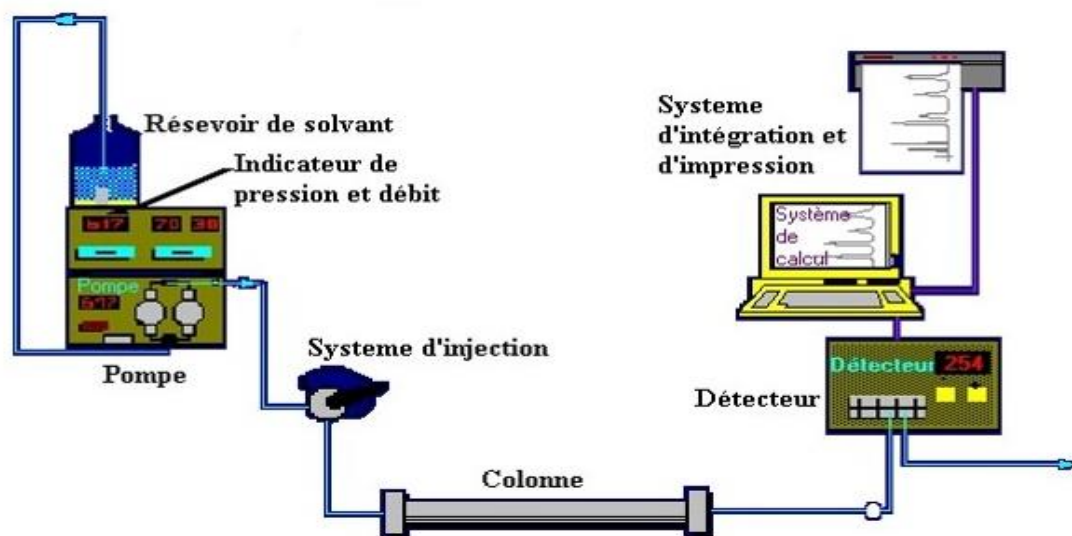 Résevoir de solvant
Indicateur de
pression et débit
617 70 38
Pompe
617
Pompe
Systeme d'injection
Colonne
Systeme
d'intégration et
d'impression
Système
de
calcul
Détecteur 254
Détecteur